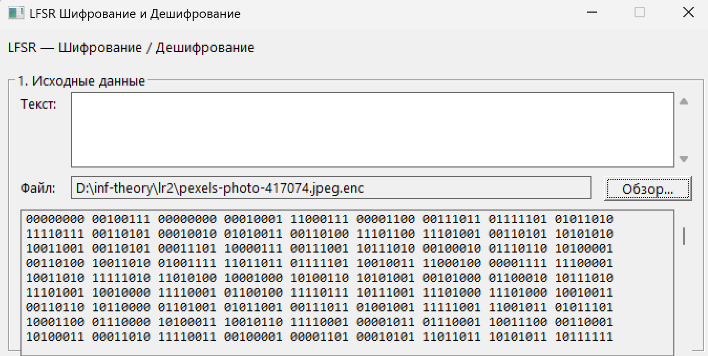 LFSR Шифрование и Дешифрование
LFSR — Шифрование / Дешифрование
1. Исходные данные
Текст:
Файл: D:\inf-theory\lr2\pexels-photo-417074.jpeg.enc Обзор...
00000000 00100111 00000000 00010001 11000111 00001100 00111011 01111101 01011010
11110111 00110101 00010010 01010011 00110100 11101100 11101001 00110101 10101010
10011001 00110101 00011101 10000111 00111001 10111010 00100010 01110110 10100001
00110100 10011010 01001111 11011011 01111101 10010011 11000100 00001111 11100001
10011010 11111010 11010100 10001000 10100110 10101001 00101000 01100010 10111010
11101001 10010000 11110001 01100100 11110111 10111001 11101000 11101000 10010011
00110110 10110000 01101001 01011001 00111011 01001001 11111001 11001011 01011101
10001100 01110000 10100011 10010110 11110001 00001011 01111001 10011100 00110001
10100011 00011010 11110011 00100001 00001101 00010101 11011011 10101011 10111111